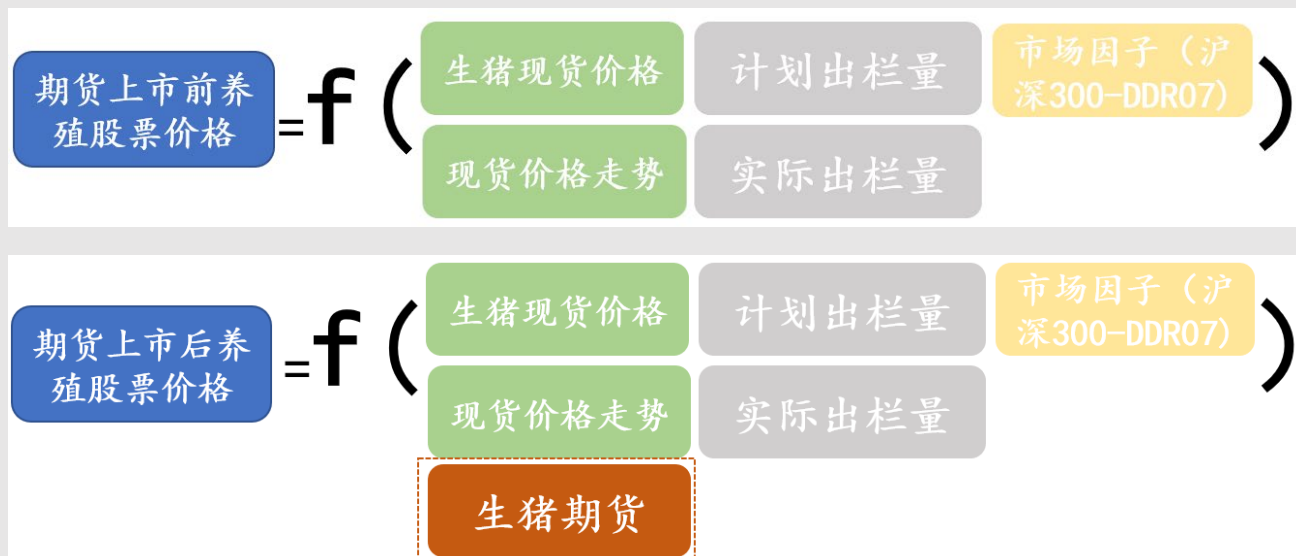 生猪现货价格 计划出栏量 市场因子（沪
深300-DDR07)
期货上市前养
殖股票价格
=f(
)
现货价格走势 实际出栏量
生猪现货价格 计划出栏量 市场因子（沪
深300-DDR07)
期货上市后养
殖股票价格
=f(
)
现货价格走势 实际出栏量
生猪期货